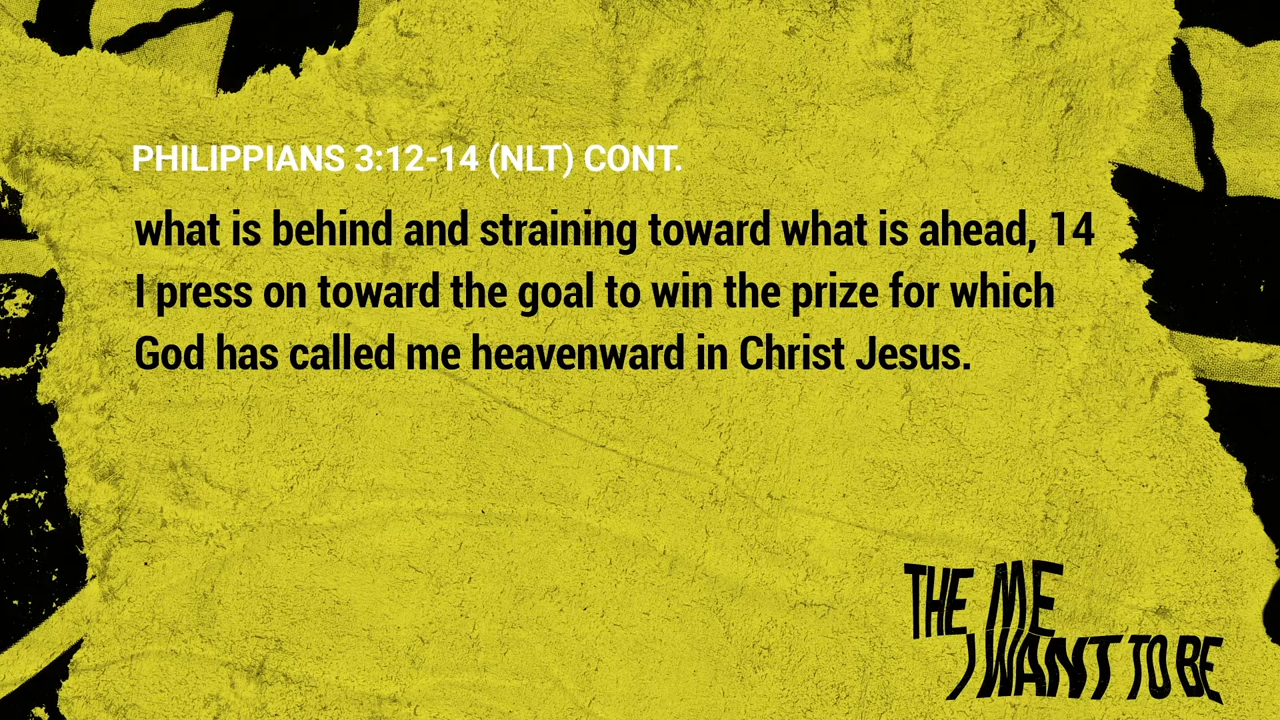 PHILIPPIANS 3:12-14 (NLT) CONT.
what is behind and straining toward what is ahead, 14
I press on toward the goal to win the prize for which
God has called me heavenward in Christ Jesus.
THE ME
I WANT TO BE